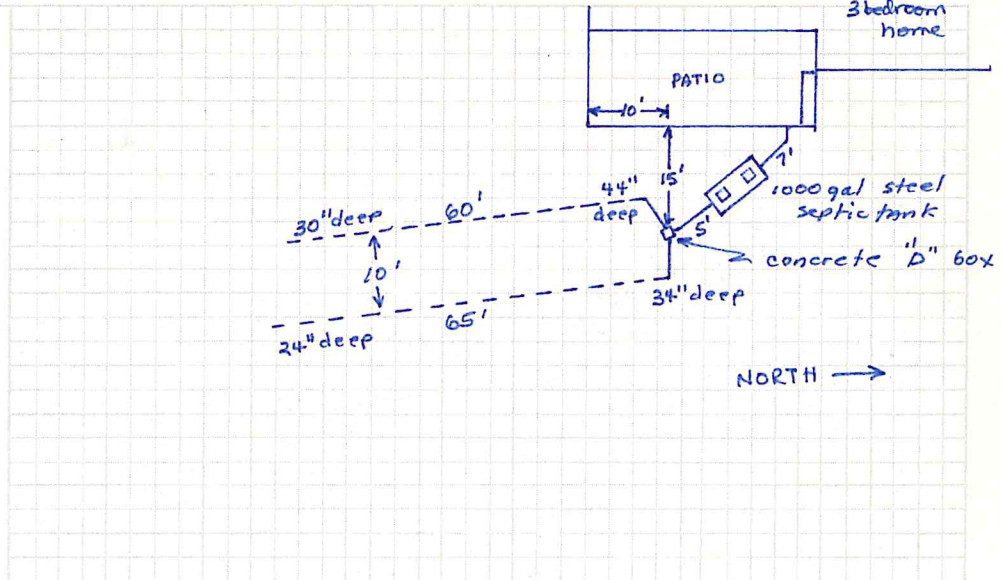 3 bedroom
home
PATIO
10'
15'
7'
1000 gal steel
septic tank
44"
deep
60'
30" deep
5'
concrete "D" box
10'
34" deep
65'
24" deep
NORTH